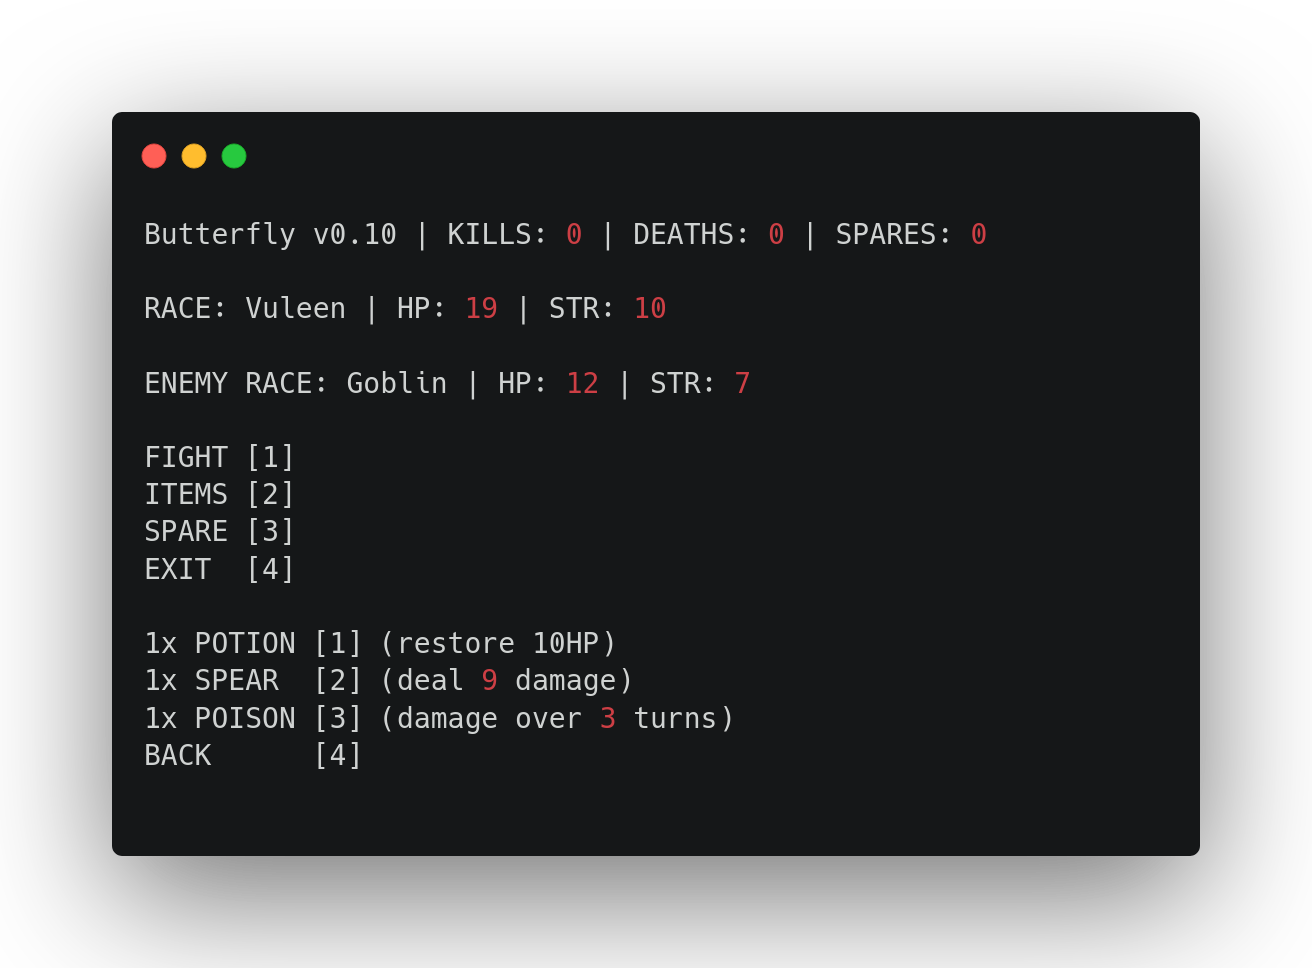 Butterfly v0.10 | KILLS: 0 | DEATHS: 0 | SPARES: 0
RACE: Vuleen | HP: 19 | STR: 10
ENEMY RACE: Goblin | HP: 12 | STR: 7
FIGHT [1]
ITEMS [2]
SPARE [3]
EXIT  [4]
1x POTION [1] (restore 10HP)
1x SPEAR  [2] (deal 9 damage)
1x POISON [3] (damage over 3 turns)
BACK      [4]